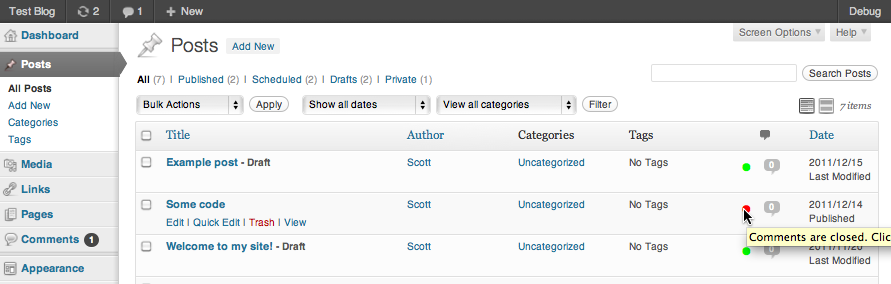 Test Blog 2 1 + New Debug
Dashboard
Posts
All Posts
Add New
Categories
Tags
Media
Links
Pages
Comments 1
Appearance
Screen Options Help
Posts Add New
All (7) | Published (2) | Scheduled (2) | Drafts (2) | Private (1)
Search Posts
Bulk Actions Apply Show all dates View all categories Filter 7 items
Title Author Categories Tags Date
Example post - Draft Scott Uncategorized No Tags 0 2011/12/15
Last Modified
Some code Scott Uncategorized No Tags 0 2011/12/14
Edit | Quick Edit | Trash | View Published
Comments are closed. Clic
Welcome to my site! - Draft Scott Uncategorized No Tags
Last Modified